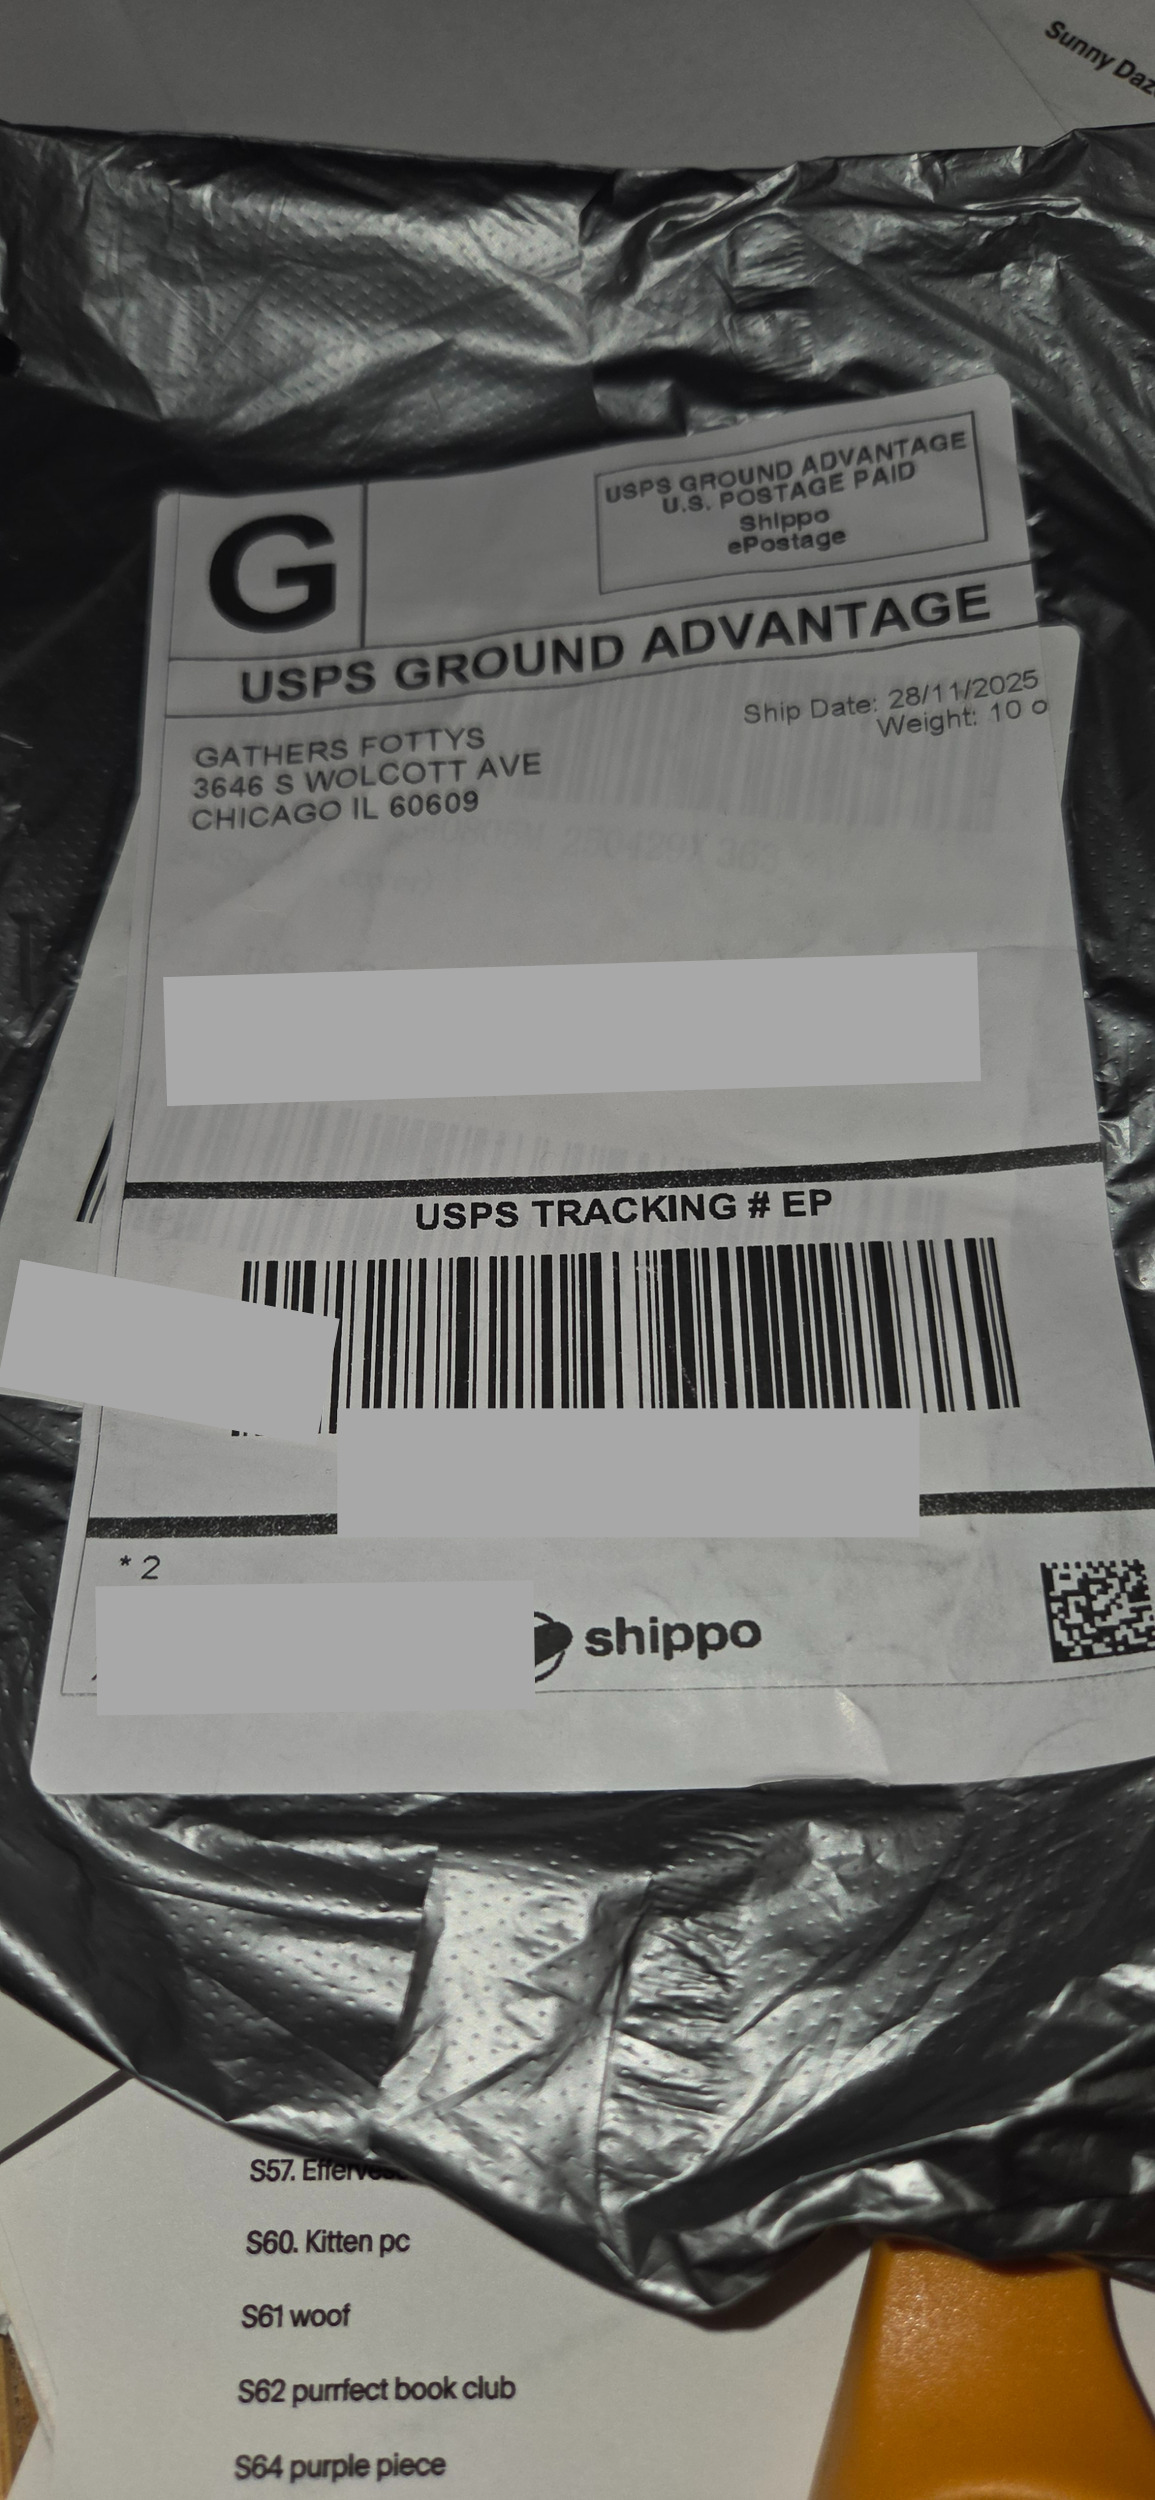 Sunny
USPS GROUND ADVANTAGE
U.S. POSTAGE PAID
Shippo
ePostage
G
USPS GROUND ADVANTAGE
Ship Date: 28/11/2025
Weight: 10 o
GATHERS FOTTYS
3646 S WOLCOTT AVE
CHICAGO IL 60609
USPS TRACKING # EP
* 2
shippo
S57.
S60. Kitten pc
S61 woof
S62 purrfect book club
S64 purple piece